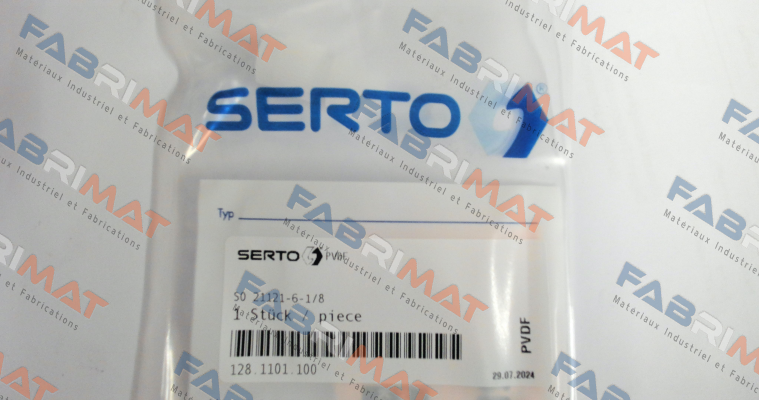 SERTO
Typ
SERTO PVDF
SO 21121-6-1/8
1 Stück / piece
128.1101.100
PVDF
29.07.2024
FABRIMAT
Matériaux Industriel et Fabrications